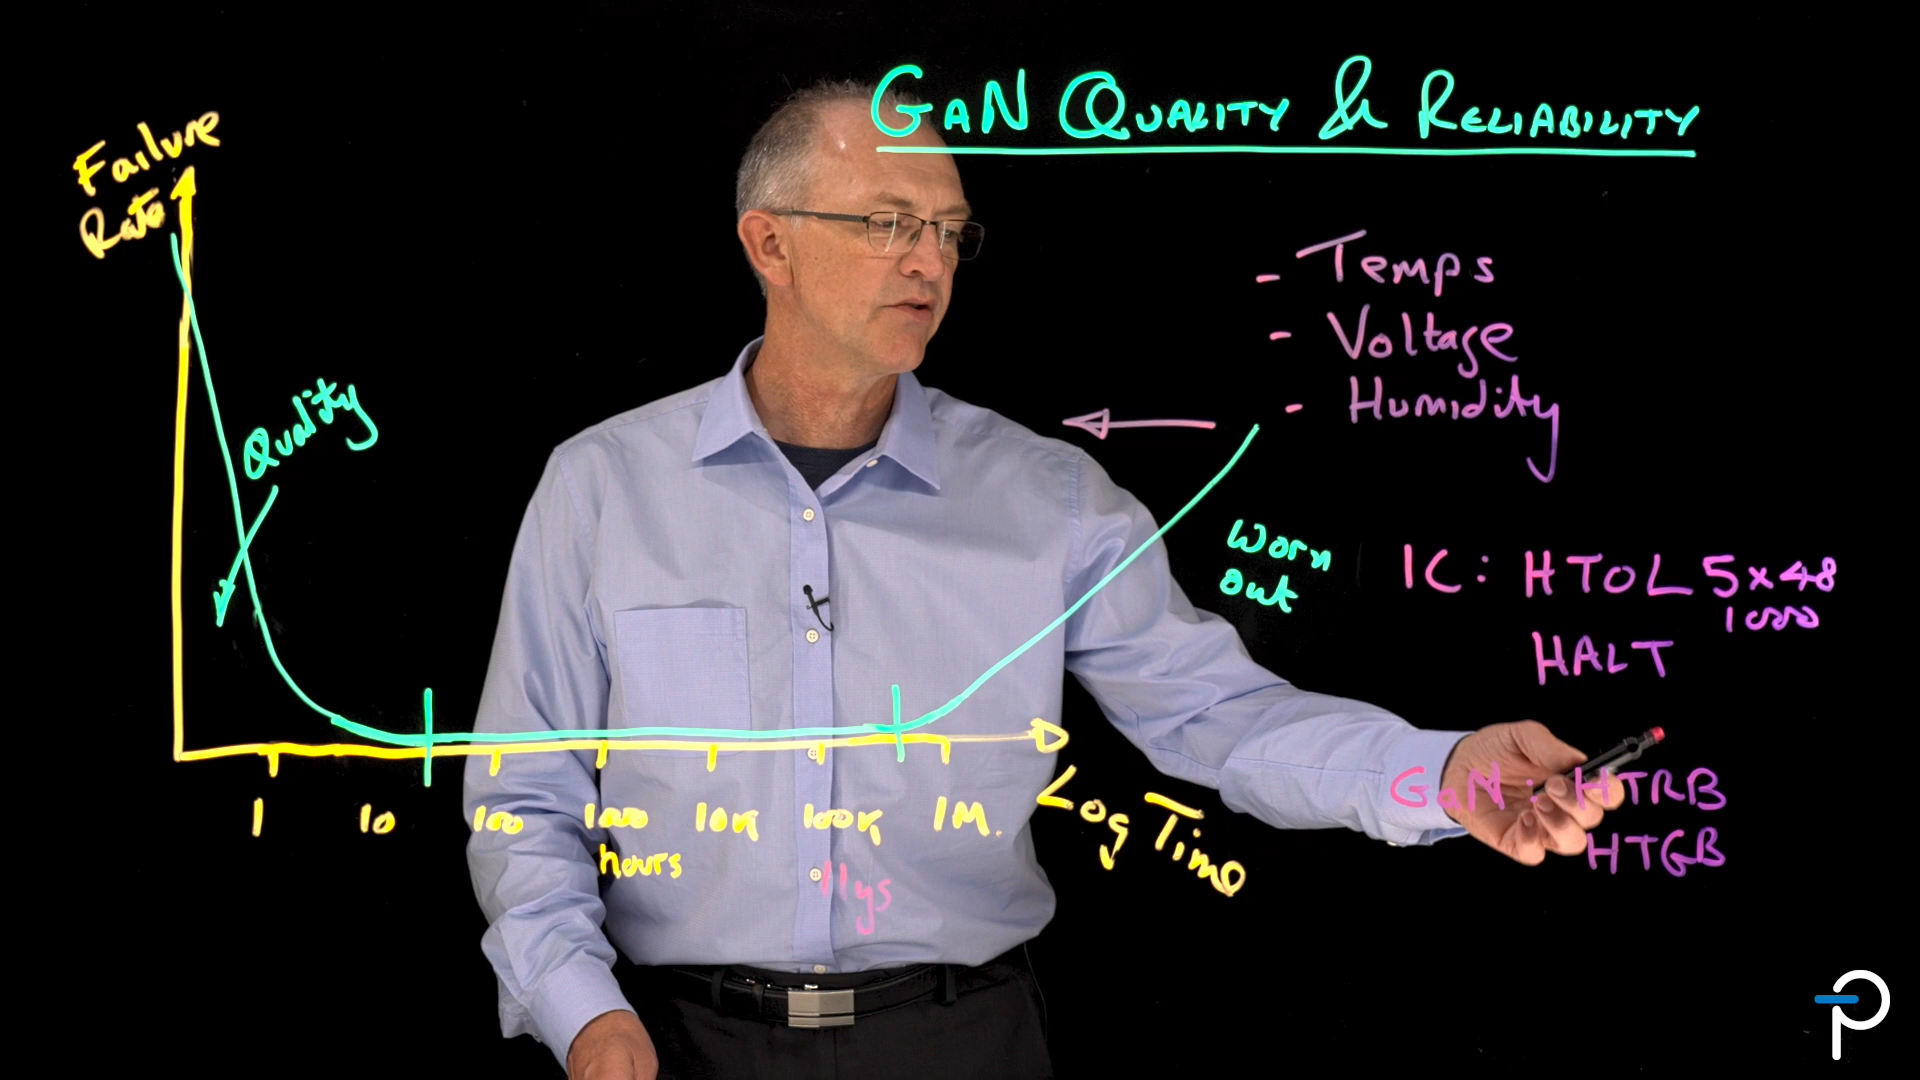 GaN Quality & Reliability
Failure
Rate
Quality
- Temps
- Voltage
- Humidity
Worn
out
IC: HTOL 5x48
1000
HALT
GaN: HTRB
HTGB
1 10 100 1000 10K 100K 1M.
hours
11ys
Log Time